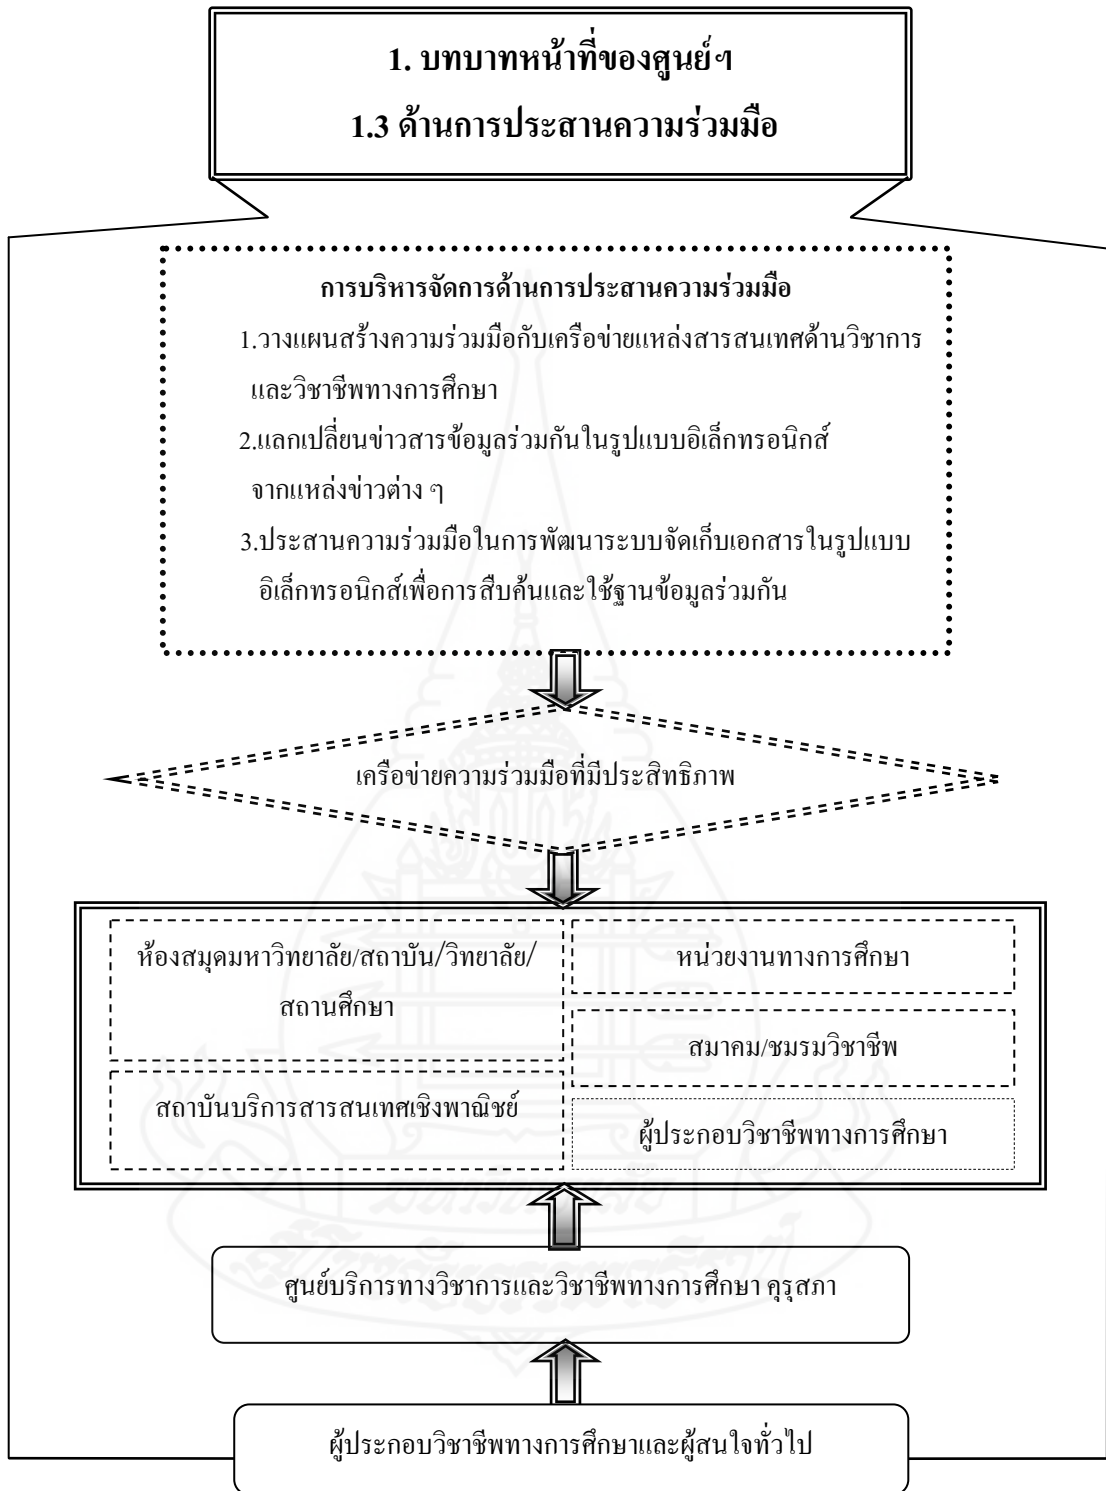 1. บทบาทหน้าที่ของศูนย์ฯ
1.3 ด้านการประสานความร่วมมือ
การบริหารจัดการด้านการประสานความร่วมมือ
1.วางแผนสร้างความร่วมมือกับเครือข่ายแหล่งสารสนเทศด้านวิชาการ
และวิชาชีพทางการศึกษา
2.แลกเปลี่ยนข่าวสารข้อมูลร่วมกันในรูปแบบอิเล็กทรอนิกส์
จากแหล่งข่าวต่าง ๆ
3.ประสานความร่วมมือในการพัฒนาระบบจัดเก็บเอกสารในรูปแบบ
อิเล็กทรอนิกส์เพื่อการสืบค้นและใช้ฐานข้อมูลร่วมกัน
เครือข่ายความร่วมมือที่มีประสิทธิภาพ
ห้องสมุดมหาวิทยาลัย/สถาบัน/วิทยาลัย/
สถานศึกษา
หน่วยงานทางการศึกษา
สมาคม/ชมรมวิชาชีพ
สถาบันบริการสารสนเทศเชิงพาณิชย์
ผู้ประกอบวิชาชีพทางการศึกษา
มหาวิทยาลัย
สุโขทัยธรรมาธิราช
ศูนย์บริการทางวิชาการและวิชาชีพทางการศึกษา คุรุสภา
ผู้ประกอบวิชาชีพทางการศึกษาและผู้สนใจทั่วไป